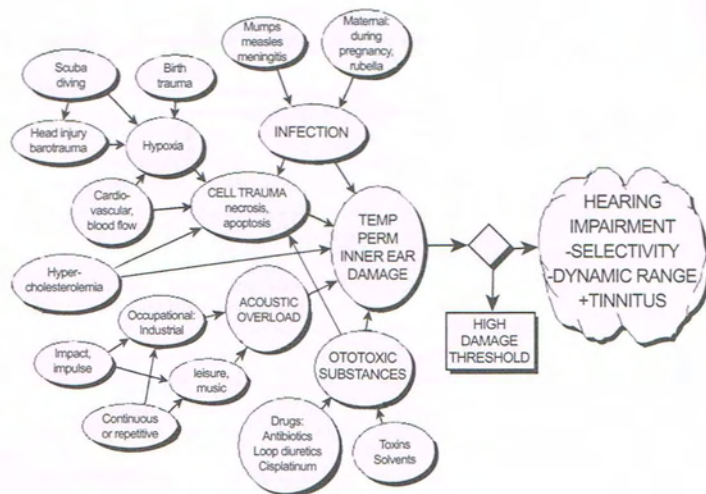 Mumps
measles
meningitis
Maternal:
during
pregnancy,
rubella
Scuba
diving
Birth
trauma
Head injury
barotrauma
Hypoxia
INFECTION
Cardio-
vascular,
blood flow
CELL TRAUMA
necrosis,
apoptosis
TEMP
PERM
INNER EAR
DAMAGE
HEARING
IMPAIRMENT
-SELECTIVITY
-DYNAMIC RANGE
+TINNITUS
Hyper-
cholesterolemia
Occupational:
Industrial
ACOUSTIC
OVERLOAD
HIGH
DAMAGE
THRESHOLD
Impact,
impulse
leisure,
music
OTOTOXIC
SUBSTANCES
Continuous
or repetitive
Drugs:
Antibiotics
Loop diuretics
Cisplatinum
Toxins
Solvents